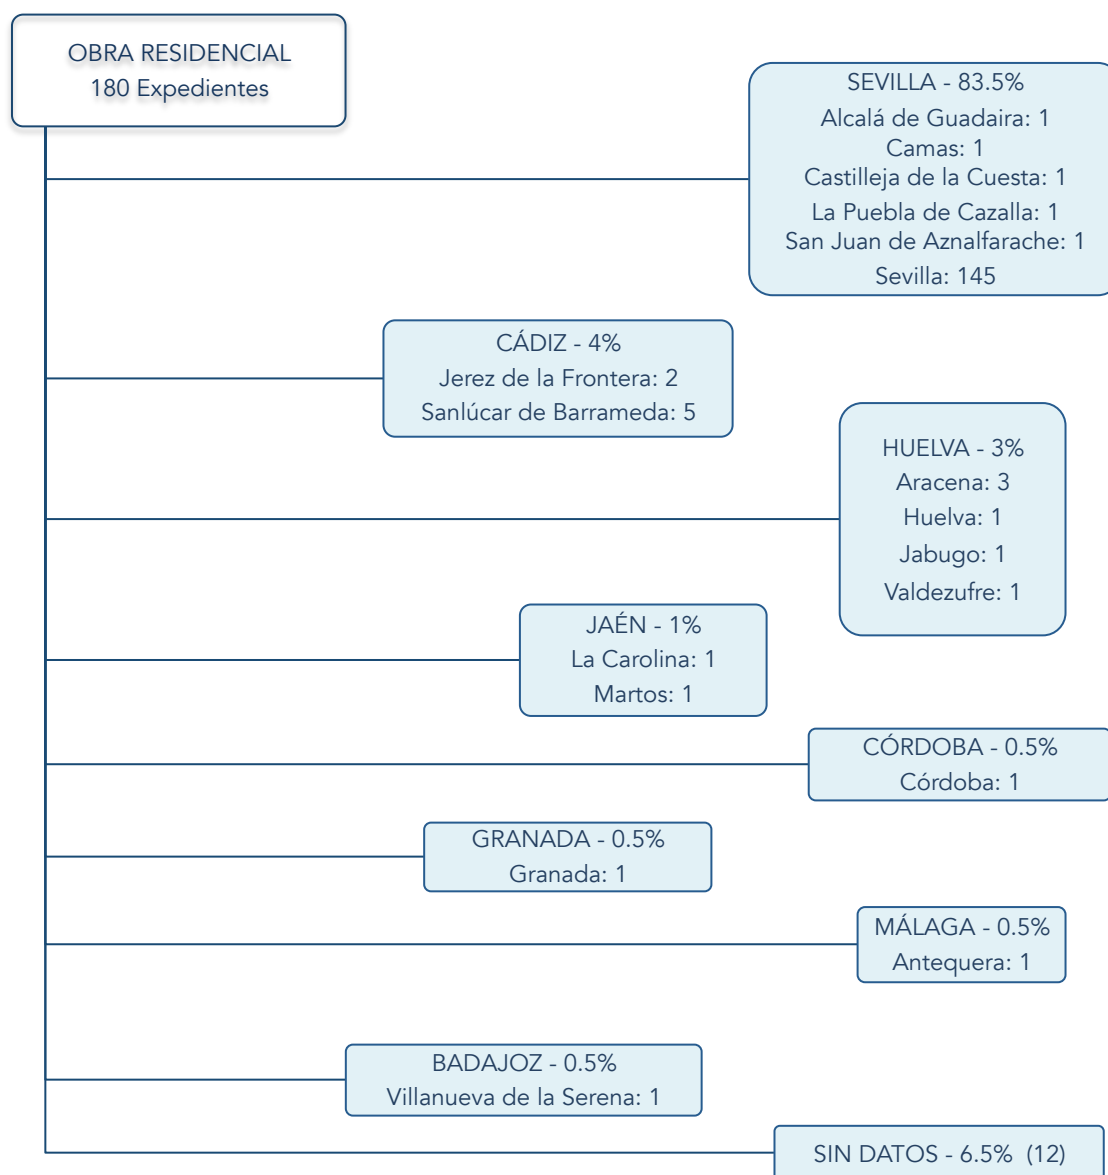 OBRA RESIDENCIAL
180 Expedientes
SEVILLA - 83.5%
Alcalá de Guadaira: 1
Camas: 1
Castilleja de la Cuesta: 1
La Puebla de Cazalla: 1
San Juan de Aznalfarache: 1
Sevilla: 145
CÁDIZ - 4%
Jerez de la Frontera: 2
Sanlúcar de Barrameda: 5
HUELVA - 3%
Aracena: 3
Huelva: 1
Jabugo: 1
Valdezufre: 1
JAÉN - 1%
La Carolina: 1
Martos: 1
CÓRDOBA - 0.5%
Córdoba: 1
GRANADA - 0.5%
Granada: 1
MÁLAGA - 0.5%
Antequera: 1
BADAJOZ - 0.5%
Villanueva de la Serena: 1
SIN DATOS - 6.5% (12)